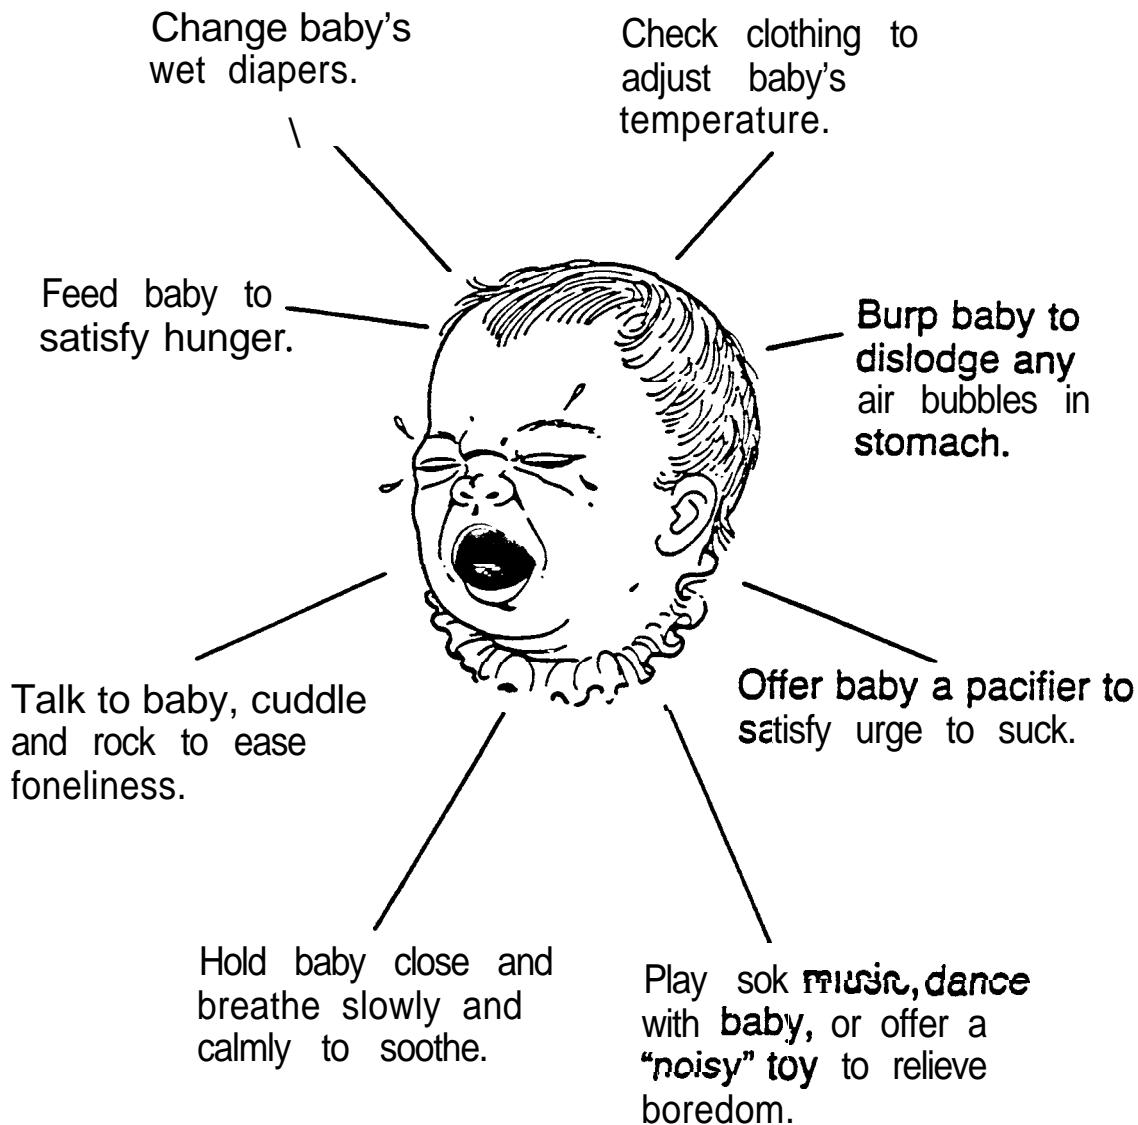 Change baby's
wet diapers.
Check clothing to
adjust baby's
temperature.
Feed baby to
satisfy hunger.
Burp baby to
dislodge any
air bubbles in
stomach.
Talk to baby, cuddle
and rock to ease
foneliness.
Offer baby a pacifier to
satisfy urge to suck.
Hold baby close and
breathe slowly and
calmly to soothe.
Play sok music, dance
with baby, or offer a
“noisy” toy to relieve
boredom.